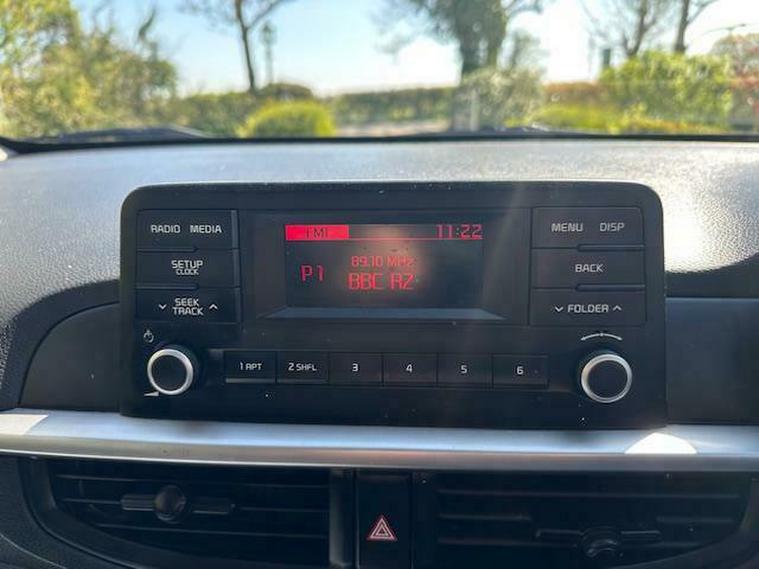 RADIO MEDIA
SETUP
CLOCK
SEEK
TRACK
FM1 11:22
P1 89.10 MHz
BBC R2
MENU DISP
BACK
FOLDER
1 RPT 2 SHFL 3 4 5 6